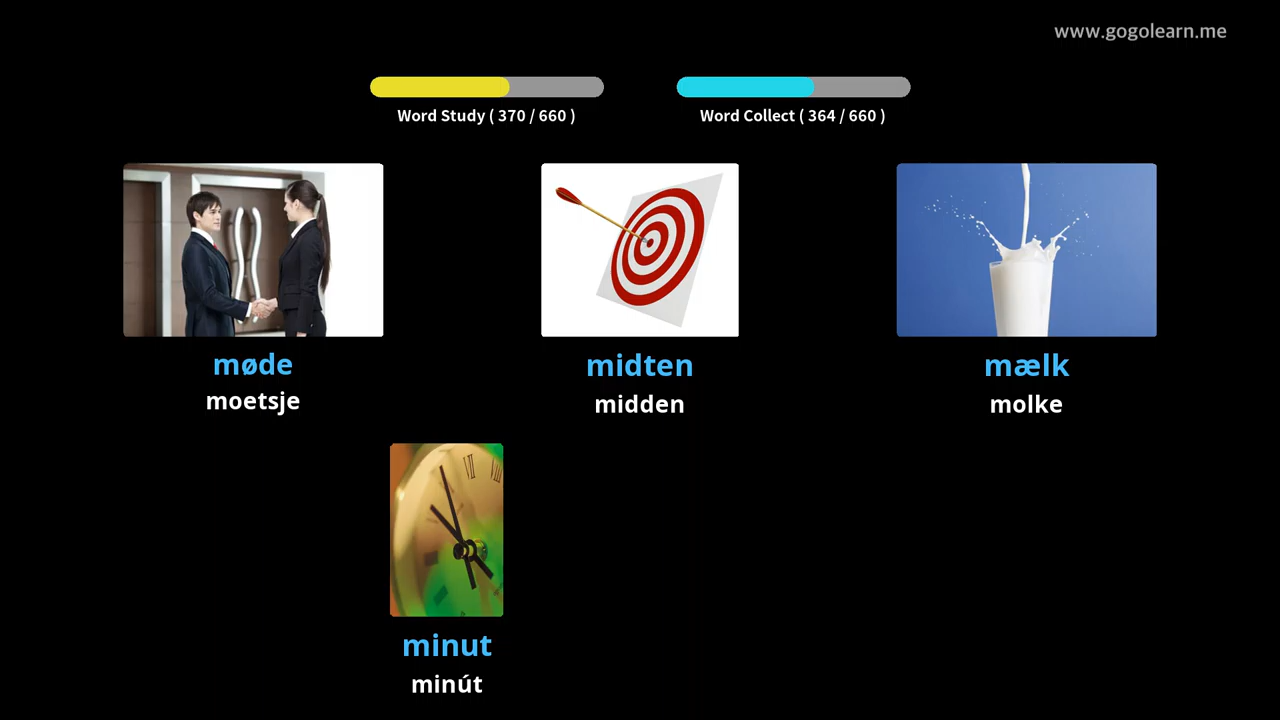 www.gogolearn.me
Word Study ( 370 / 660 )
Word Collect ( 364 / 660 )
møde
moetsje
midten
midden
mælk
molke
minut
minút